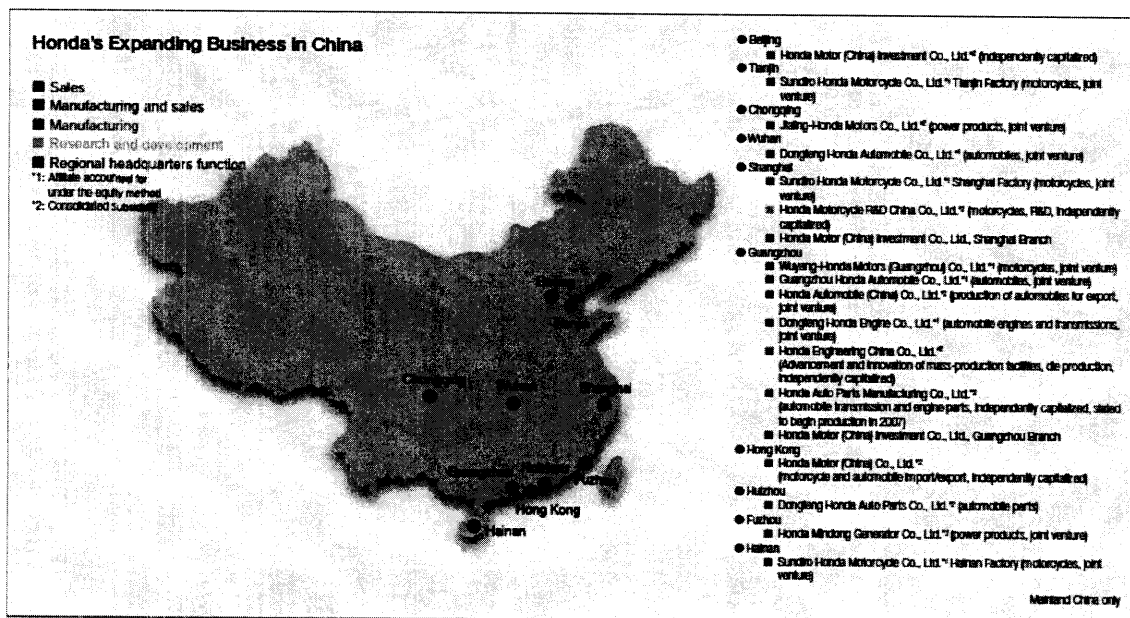 Honda's Expanding Business in China
Sales
Manufacturing and sales
Manufacturing
Research and development
Regional headquarters function
*1: Affiliate accounted for
under the equity method
*2: Consolidated
Chongqing
Wuhan
Shanghai
Guangzhou
Huizhou
Fuzhou
Hong Kong
Hainan
Beijing
Honda Motor (China) Investment Co., Ltd.*2 (independently capitalized)
Tianjin
Sundiro Honda Motorcycle Co., Ltd.*1 Tianjin Factory (motorcycles, joint
venture)
Chongqing
Jialing-Honda Motors Co., Ltd.*2 (power products, joint venture)
Wuhan
Dongfeng Honda Automobile Co., Ltd.*1 (automobiles, joint venture)
Shanghai
Sundiro Honda Motorcycle Co., Ltd.*1 Shanghai Factory (motorcycles, joint
venture)
Honda Motorcycle R&D China Co., Ltd.*2 (motorcycles, R&D, independently
capitalized)
Honda Motor (China) Investment Co., Ltd., Shanghai Branch
Guangzhou
Wuyang-Honda Motors (Guangzhou) Co., Ltd.*1 (motorcycles, joint venture)
Guangzhou Honda Automobile Co., Ltd.*1 (automobiles, joint venture)
Honda Automobile (China) Co., Ltd.*2 (production of automobiles for export,
joint venture)
Dongfeng Honda Engine Co., Ltd.*1 (automobile engines and transmissions,
joint venture)
Honda Engineering China Co., Ltd.*2
(Advancement and innovation of mass-production facilities, die production,
independently capitalized)
Honda Auto Parts Manufacturing Co., Ltd.*2
(automobile transmission and engine parts, independently capitalized, slated
to begin production in 2007)
Honda Motor (China) Investment Co., Ltd., Guangzhou Branch
Hong Kong
Honda Motor (China) Co., Ltd.*2
(motorcycle and automobile import/export, independently capitalized)
Huizhou
Dongfeng Honda Auto Parts Co., Ltd.*2 (automobile parts)
Fuzhou
Honda Mindong Generator Co., Ltd.*2 (power products, joint venture)
Hainan
Sundiro Honda Motorcycle Co., Ltd.*1 Hainan Factory (motorcycles, joint
venture)
Mainland China only